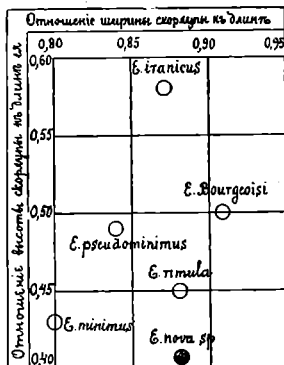 Отношеніе ширины скорлупы къ длинѣ
0,80 0,85 0,90 0,95
Отношеніе высоты скорлупы къ длинѣ ея
0,60
E. iranicus
0,55
E. Bourgeoisi
0,50
E. pseudominimus
E. rimula
0,45
E. minimus
E. nova sp
0,40